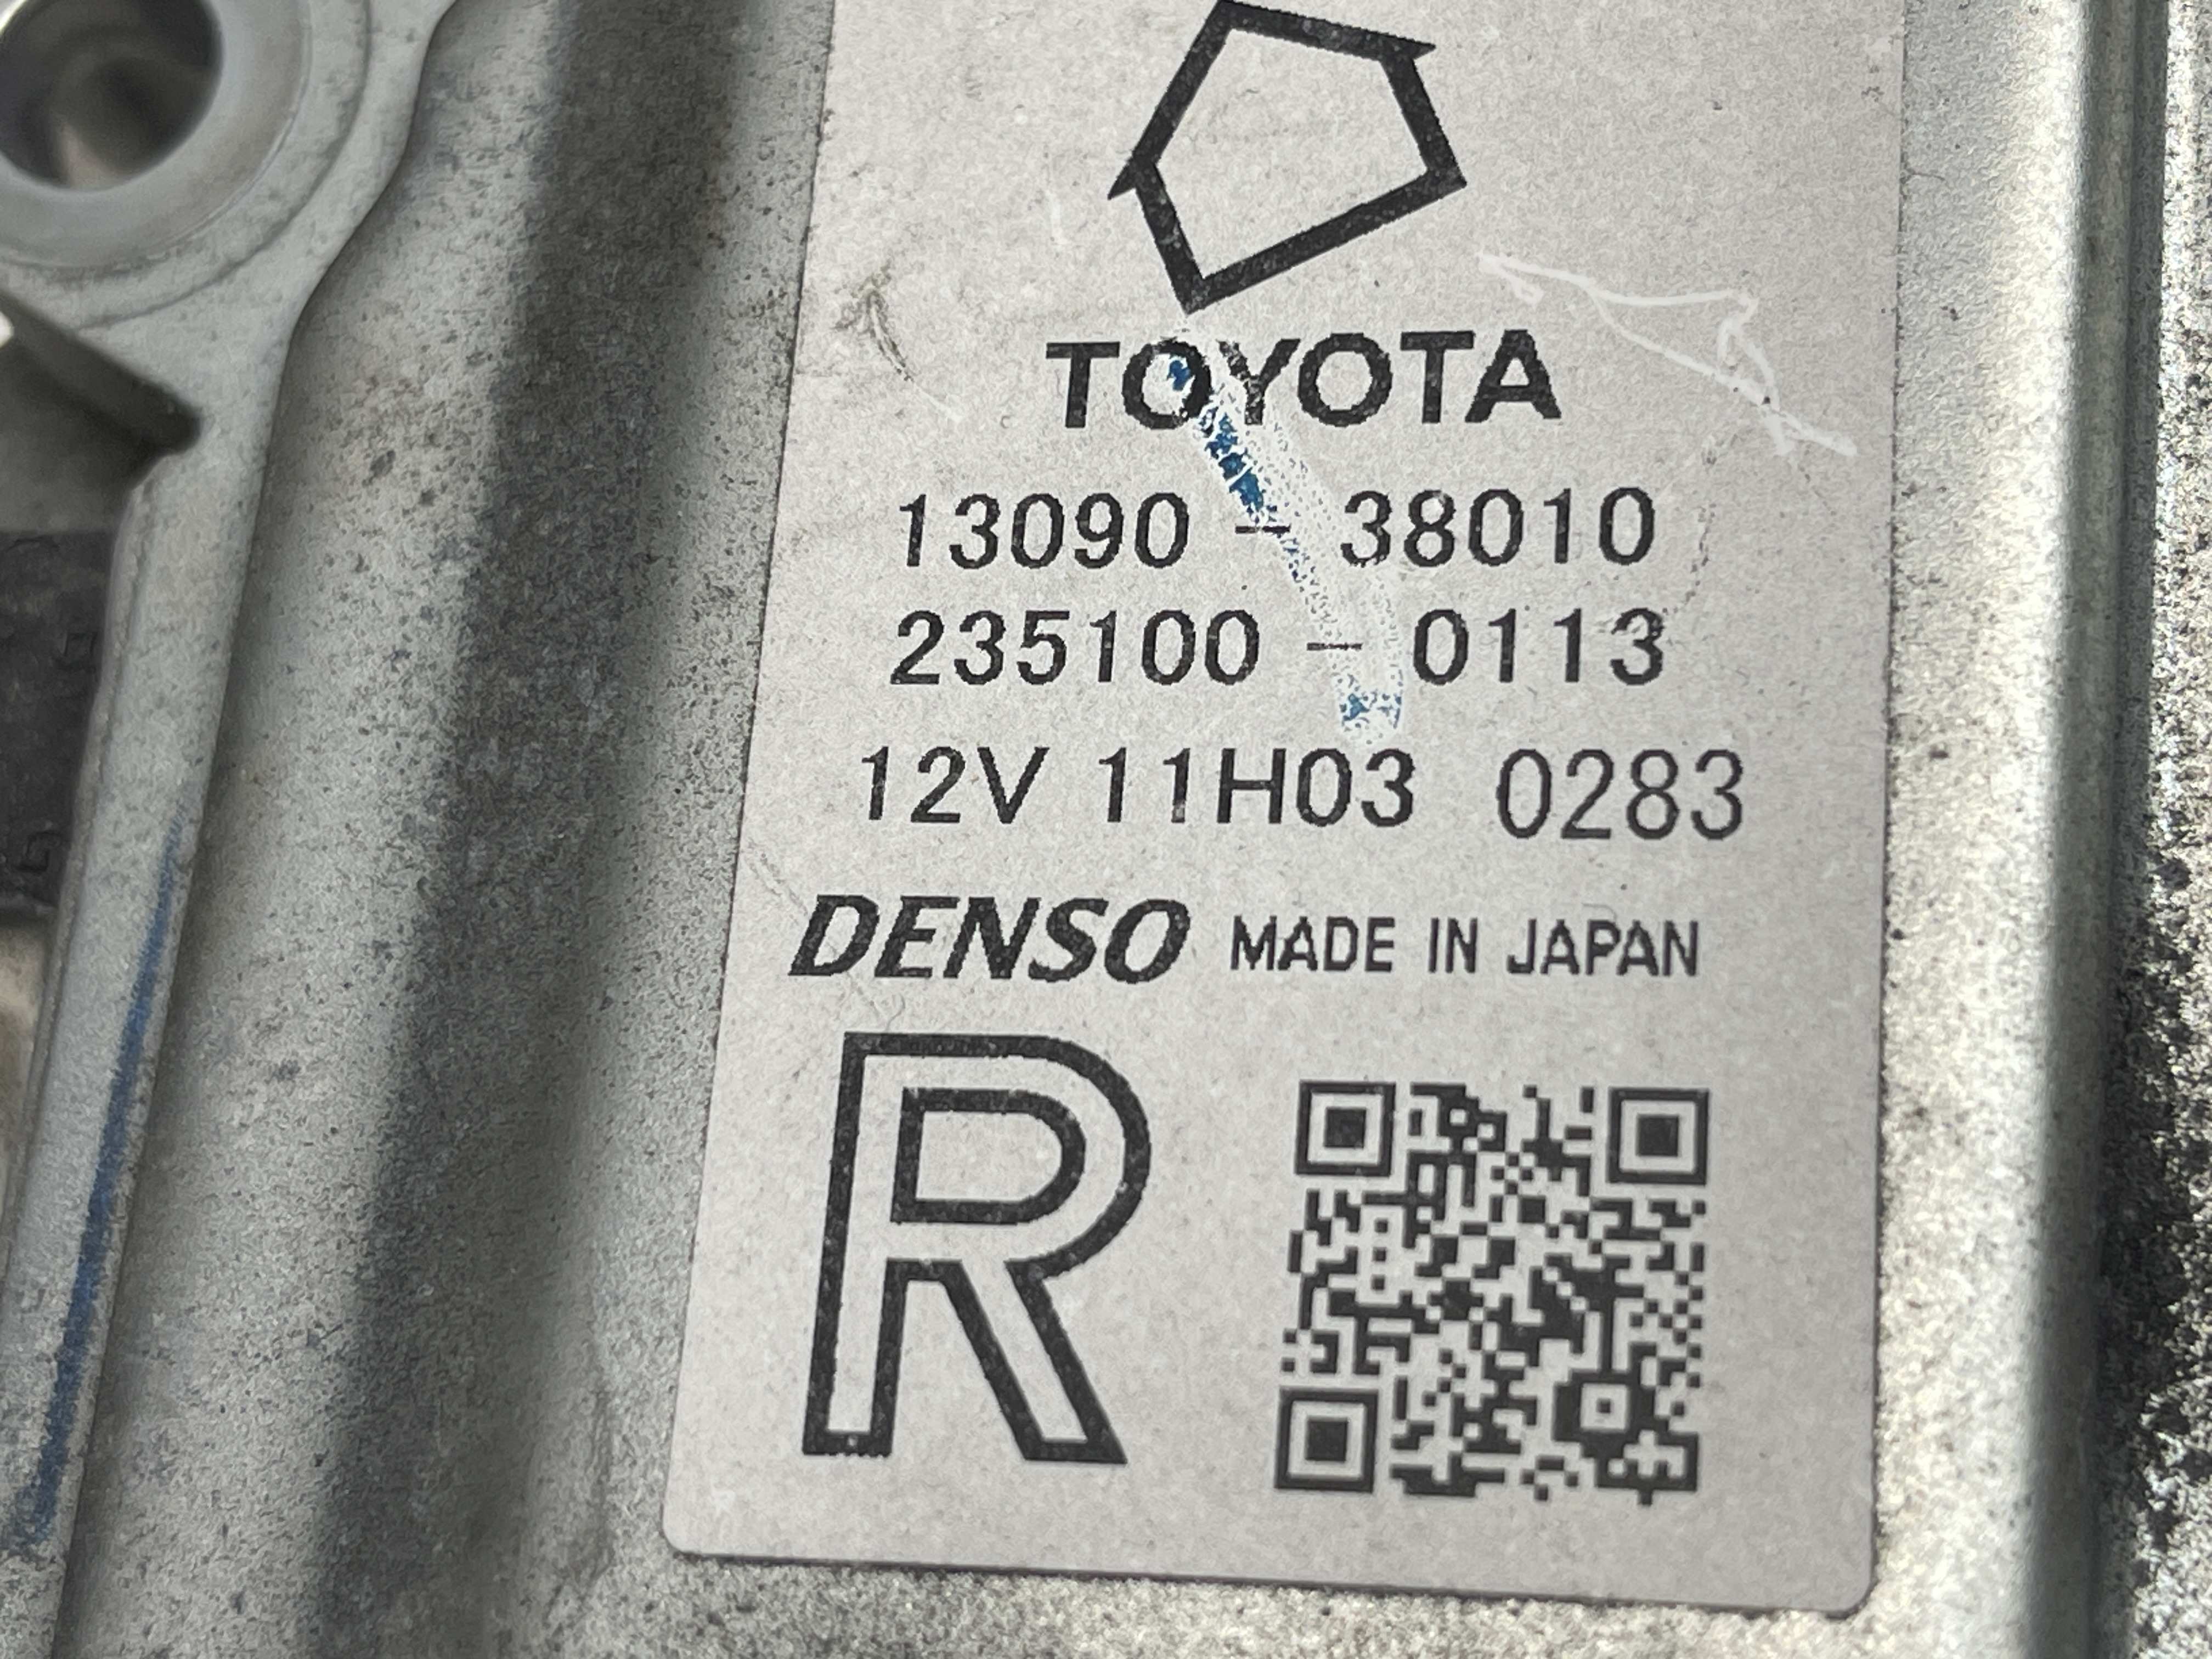 TOYOTA
13090-38010
235100-0113
12V 11H03 0283
DENSO MADE IN JAPAN
R